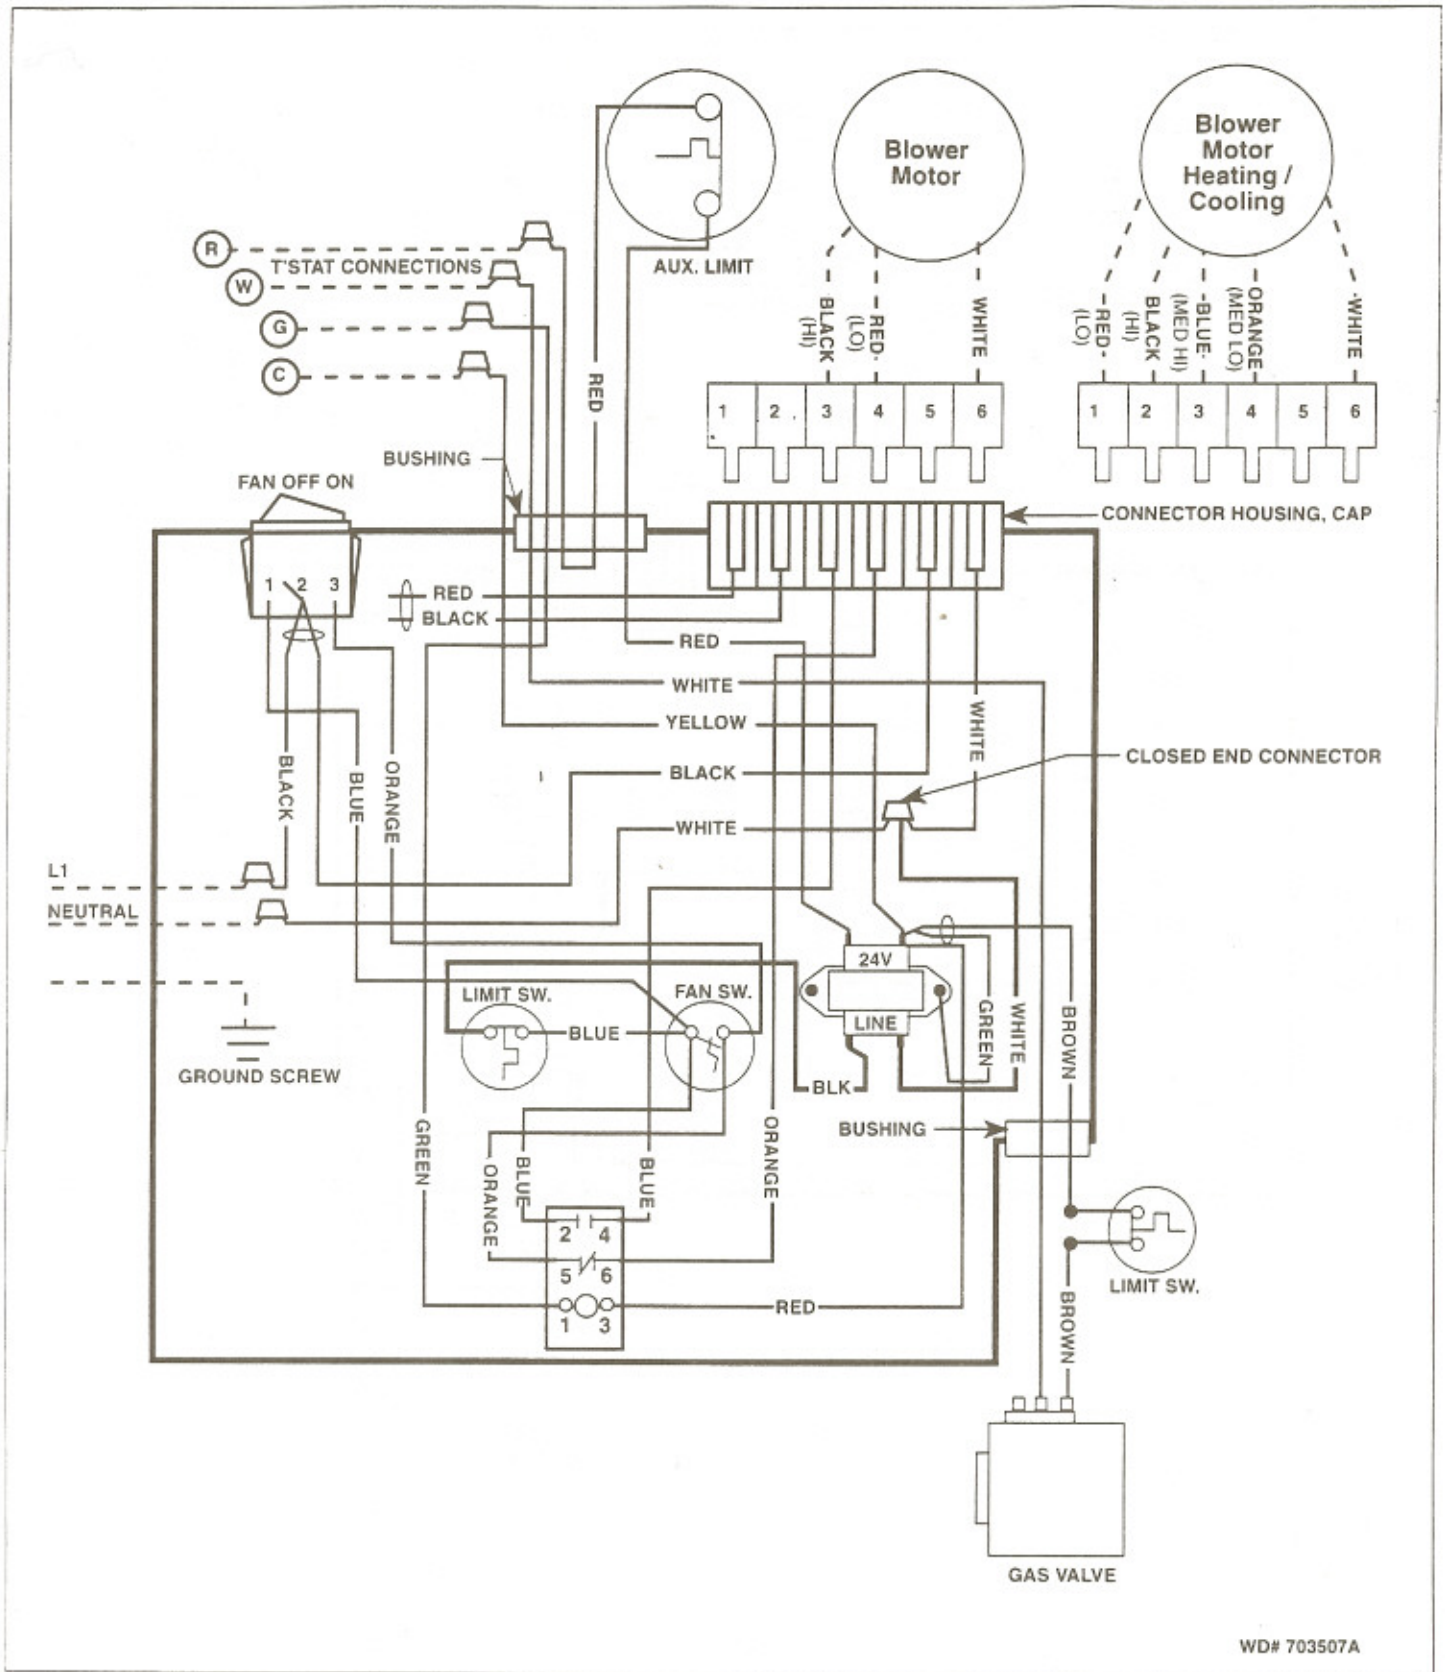 Blower
Motor
Blower
Motor
Heating /
Cooling
R
T'STAT CONNECTIONS
W
G
C
AUX. LIMIT
RED
BLACK
(HI)
RED
(LO)
WHITE
RED
(LO)
BLACK
(HI)
BLUE
(MED HI)
ORANGE
(MED LO)
WHITE
1 2 3 4 5 6
1 2 3 4 5 6
BUSHING
FAN OFF ON
CONNECTOR HOUSING, CAP
1 2 3
RED
BLACK
RED
WHITE
YELLOW
WHITE
BLACK
CLOSED END CONNECTOR
BLACK
BLUE
ORANGE
WHITE
L1
NEUTRAL
24V
LINE
LIMIT SW.
FAN SW.
BLUE
GREEN
WHITE
BROWN
GROUND SCREW
BLK
BUSHING
GREEN
ORANGE
BLUE
BLUE
ORANGE
2 4
5 6
1 3
RED
LIMIT SW.
BROWN
GAS VALVE
WD# 703507A